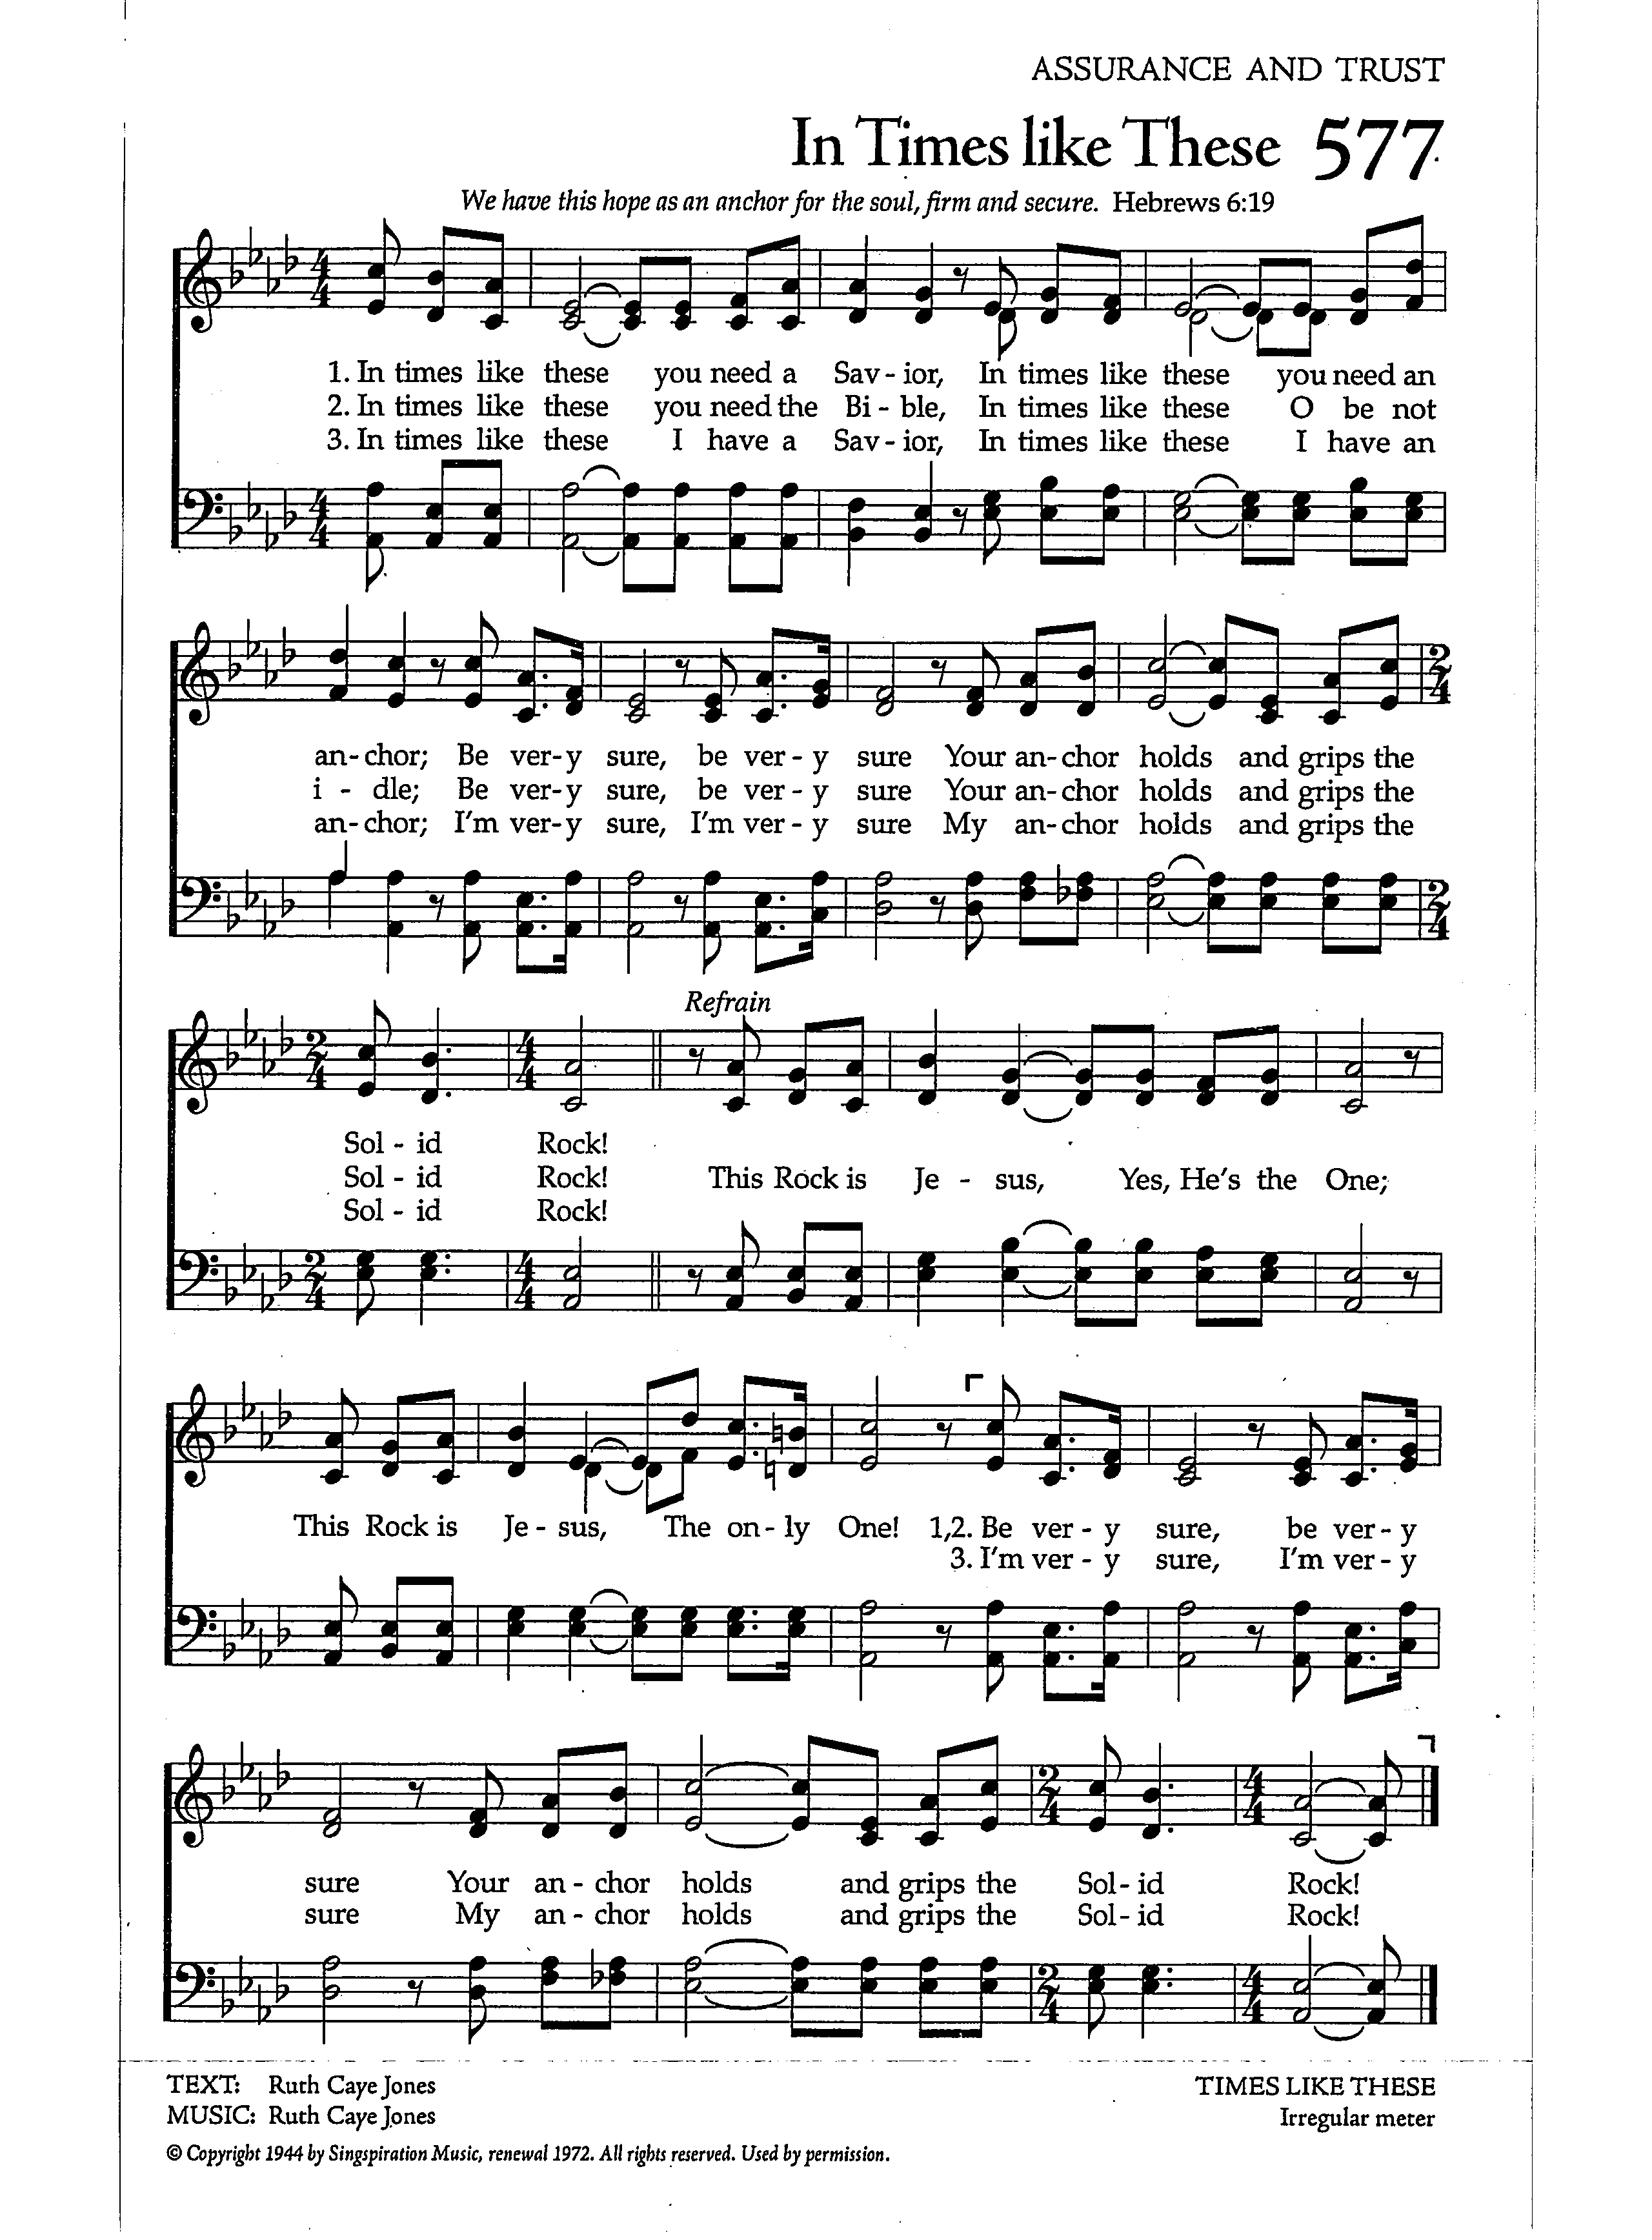 ASSURANCE AND TRUST
In Times like These 577
We have this hope as an anchor for the soul, firm and secure. Hebrews 6:19
1. In times like these you need a Sav - ior, In times like these you need an
2. In times like these you need the Bi - ble, In times like these O be not
3. In times like these I have a Sav - ior, In times like these I have an
an - chor; Be ver - y sure, be ver - y sure Your an - chor holds and grips the
i - dle; Be ver - y sure, be ver - y sure Your an - chor holds and grips the
an - chor; I'm ver - y sure, I'm ver - y sure My an - chor holds and grips the
Refrain
Sol - id Rock!
Sol - id Rock! This Rock is Je - sus, Yes, He's the One;
Sol - id Rock!
This Rock is Je - sus, The on - ly One! 1,2. Be ver - y sure, be ver - y
3. I'm ver - y sure, I'm ver - y
sure Your an - chor holds and grips the Sol - id Rock!
sure My an - chor holds and grips the Sol - id Rock!
TEXT: Ruth Caye Jones
MUSIC: Ruth Caye Jones
TIMES LIKE THESE
Irregular meter
© Copyright 1944 by Singspiration Music, renewal 1972. All rights reserved. Used by permission.